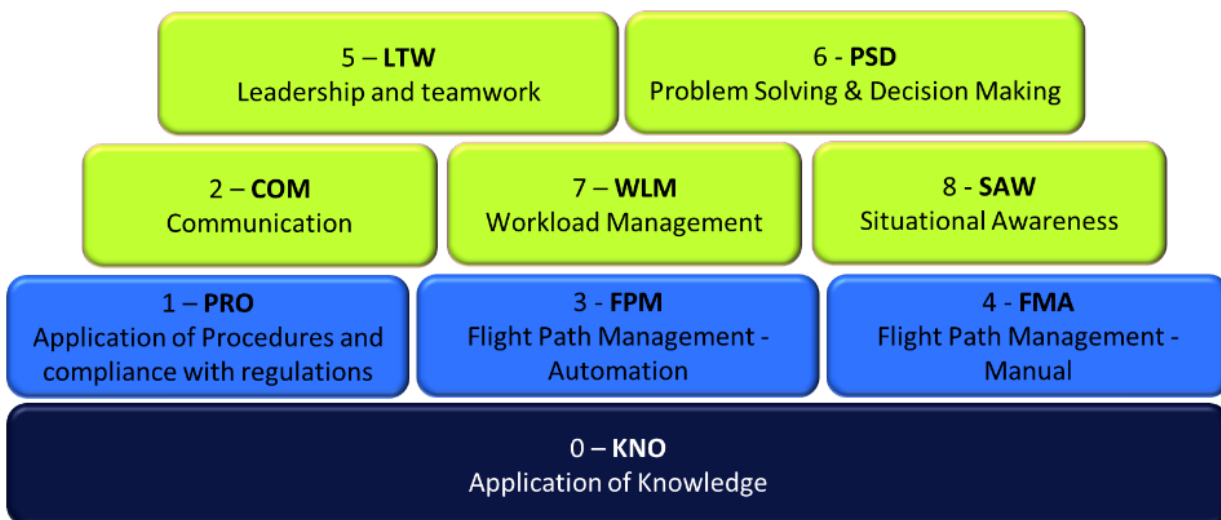 5 – LTW
Leadership and teamwork
6 - PSD
Problem Solving & Decision Making
2 – COM
Communication
7 – WLM
Workload Management
8 - SAW
Situational Awareness
1 – PRO
Application of Procedures and
compliance with regulations
3 - FPM
Flight Path Management -
Automation
4 - FMA
Flight Path Management -
Manual
0 – KNO
Application of Knowledge